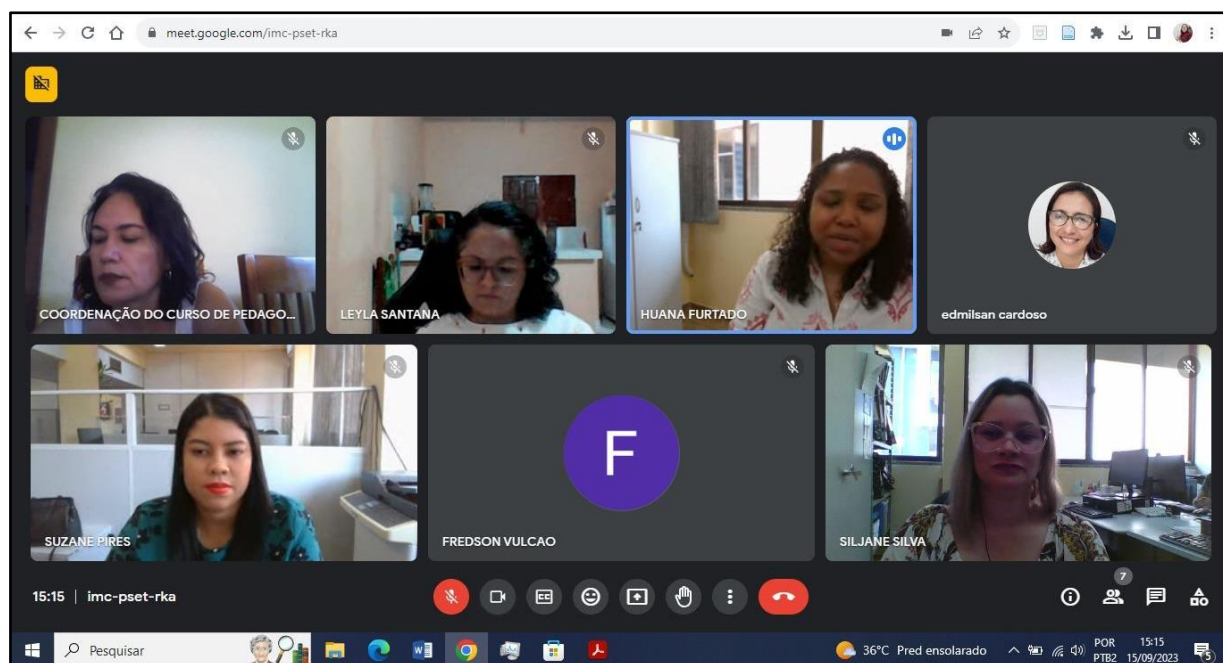 meet.google.com/imc-pset-rka
COORDENAÇÃO DO CURSO DE PEDAGO...
LEYLA SANTANA
HUANA FURTADO
edmilsan cardoso
SUZANE PIRES
F
FREDSON VULCAO
SILJANE SILVA
15:15 | imc-pset-rka
CC
7
Pesquisar
36°C Pred ensolarado
POR
PTB2
15:15
15/09/2023
5